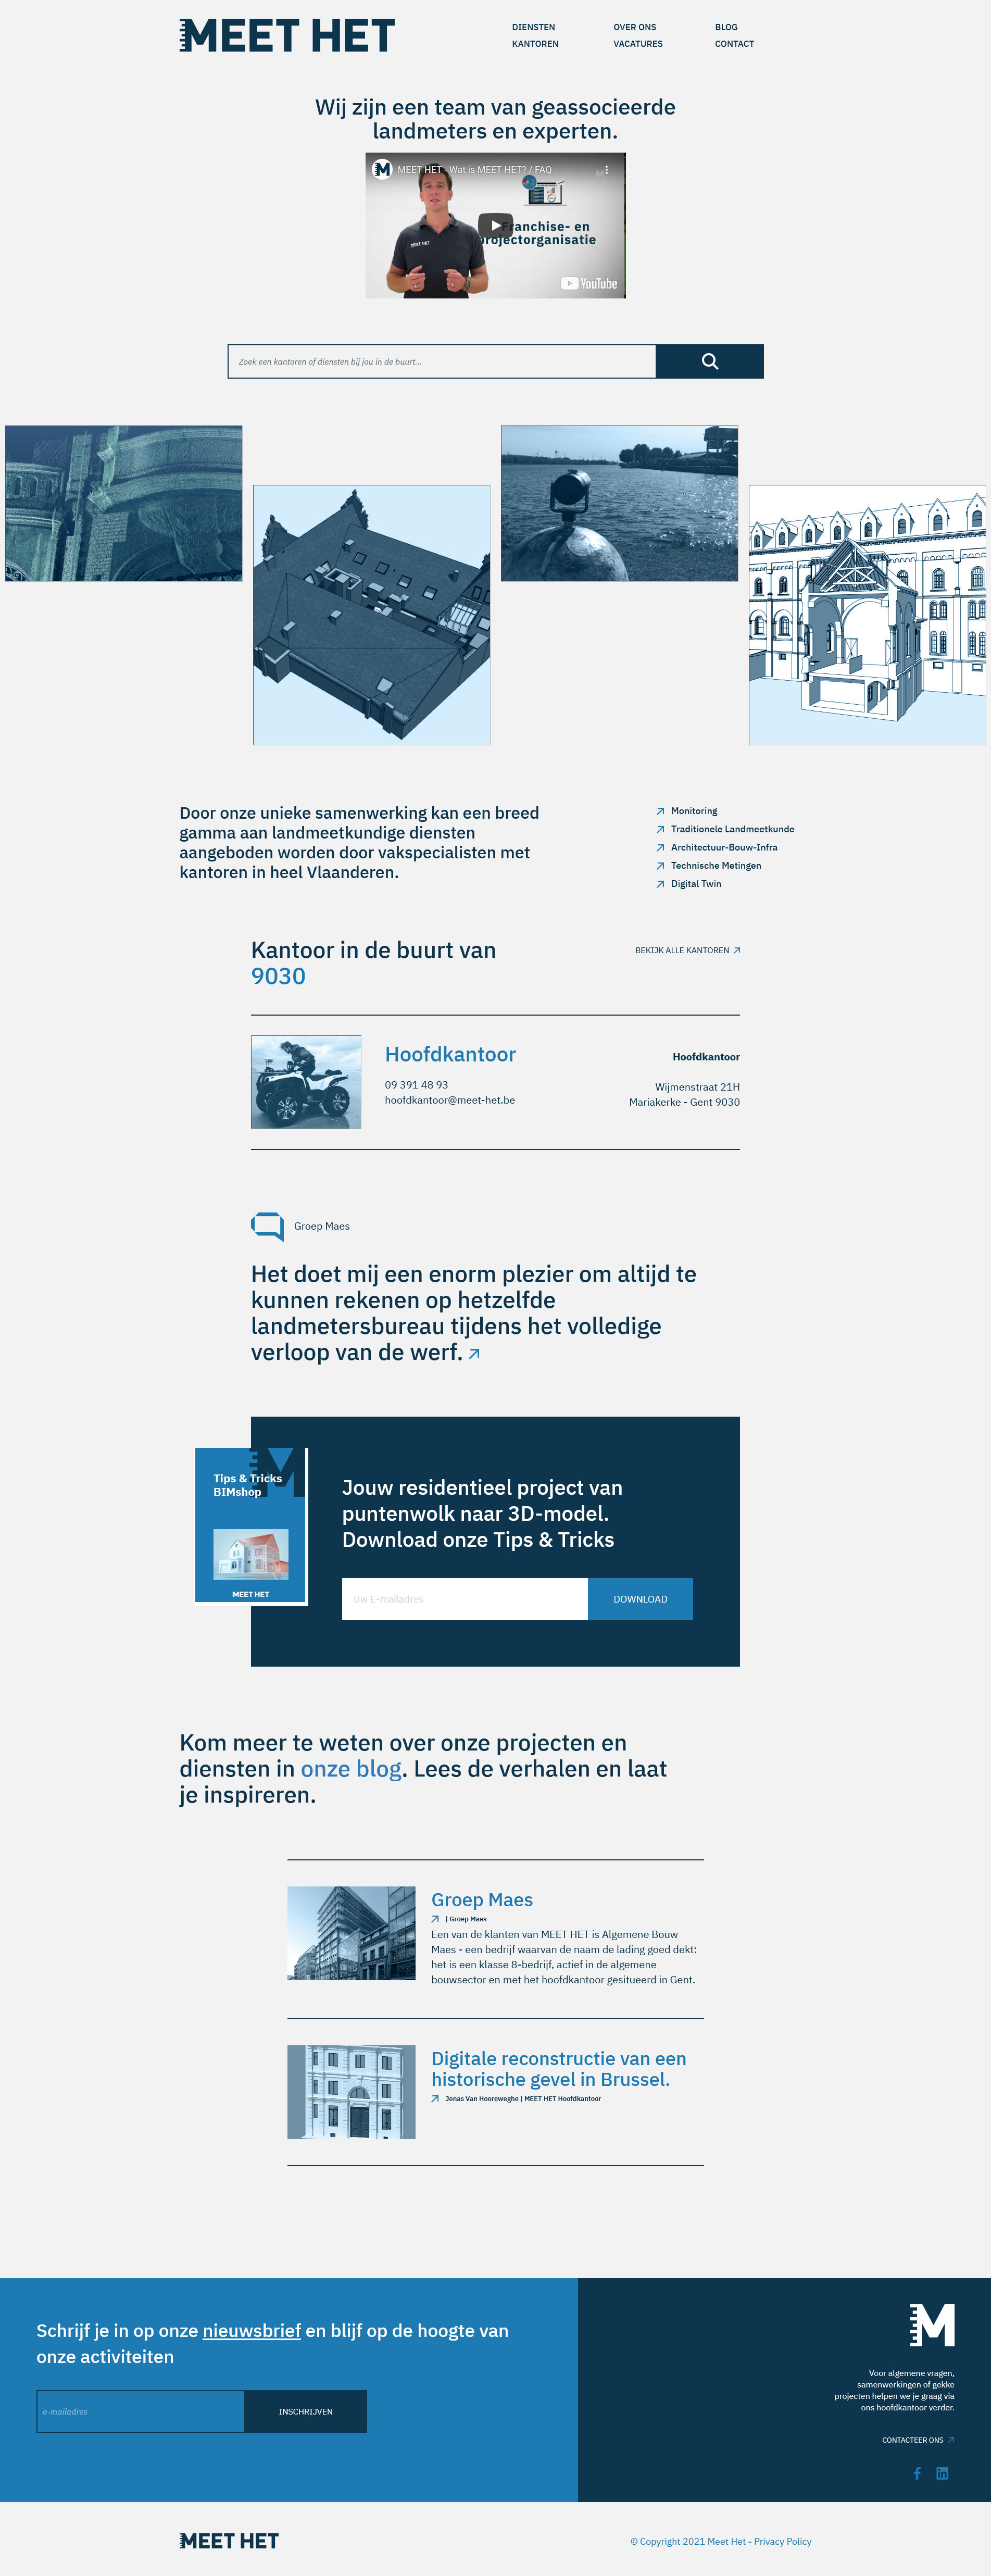 MEET HET
DIENSTEN
OVER ONS
BLOG
KANTOREN
VACATURES
CONTACT
Wij zijn een team van geassocieerde
landmeters en experten.
MEET HET - Wat is MEET HET? / FAQ
Franchise- en
projectorganisatie
MEET HET
YouTube
Zoek een kantoren of diensten bij jou in de buurt...
Door onze unieke samenwerking kan een breed
gamma aan landmeetkundige diensten
aangeboden worden door vakspecialisten met
kantoren in heel Vlaanderen.
Monitoring
Traditionele Landmeetkunde
Architectuur-Bouw-Infra
Technische Metingen
Digital Twin
Kantoor in de buurt van
9030
BEKIJK ALLE KANTOREN
Hoofdkantoor
09 391 48 93
hoofdkantoor@meet-het.be
Hoofdkantoor
Wijmenstraat 21H
Mariakerke - Gent 9030
Groep Maes
Het doet mij een enorm plezier om altijd te
kunnen rekenen op hetzelfde
landmetersbureau tijdens het volledige
verloop van de werf.
Tips & Tricks
BIMshop
MEET HET
Jouw residentieel project van
puntenwolk naar 3D-model.
Download onze Tips & Tricks
Uw E-mailadres
DOWNLOAD
Kom meer te weten over onze projecten en
diensten in onze blog. Lees de verhalen en laat
je inspireren.
Groep Maes
| Groep Maes
Een van de klanten van MEET HET is Algemene Bouw
Maes - een bedrijf waarvan de naam de lading goed dekt:
het is een klasse 8-bedrijf, actief in de algemene
bouwsector en met het hoofdkantoor gesitueerd in Gent.
Digitale reconstructie van een
historische gevel in Brussel.
Jonas Van Hooreweghe | MEET HET Hoofdkantoor
Schrijf je in op onze nieuwsbrief en blijf op de hoogte van
onze activiteiten
e-mailadres
INSCHRIJVEN
M
Voor algemene vragen,
samenwerkingen of gekke
projecten helpen we je graag via
ons hoofdkantoor verder.
CONTACTEER ONS
MEET HET
© Copyright 2021 Meet Het - Privacy Policy